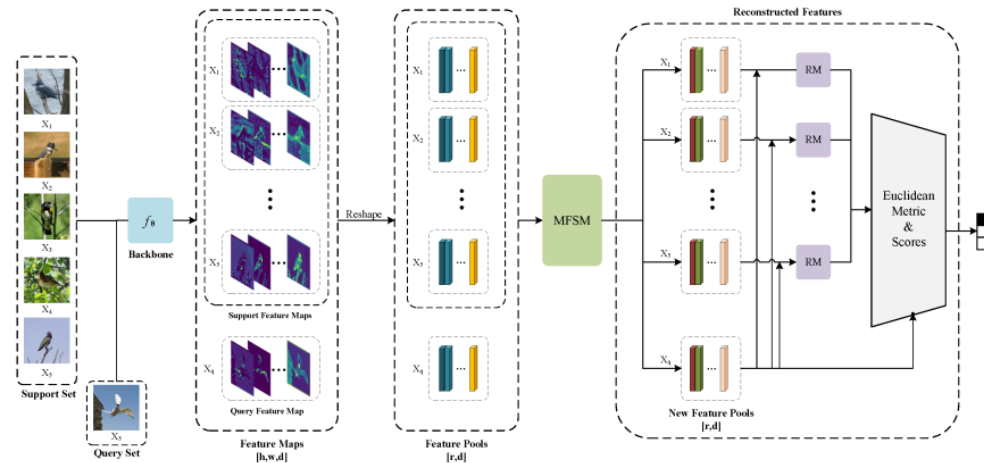 X1
X2
X3
X4
X5
Support Set
X5
Query Set
fθ
Backbone
X1
X2
X5
Support Feature Maps
Xq
Query Feature Map
Feature Maps
[h,w,d]
Reshape
X1
X2
X5
Xq
Feature Pools
[r,d]
MFSM
Reconstructed Features
X1
X2
X5
Xq
New Feature Pools
[r,d]
RM
RM
RM
Euclidean
Metric
&
Scores